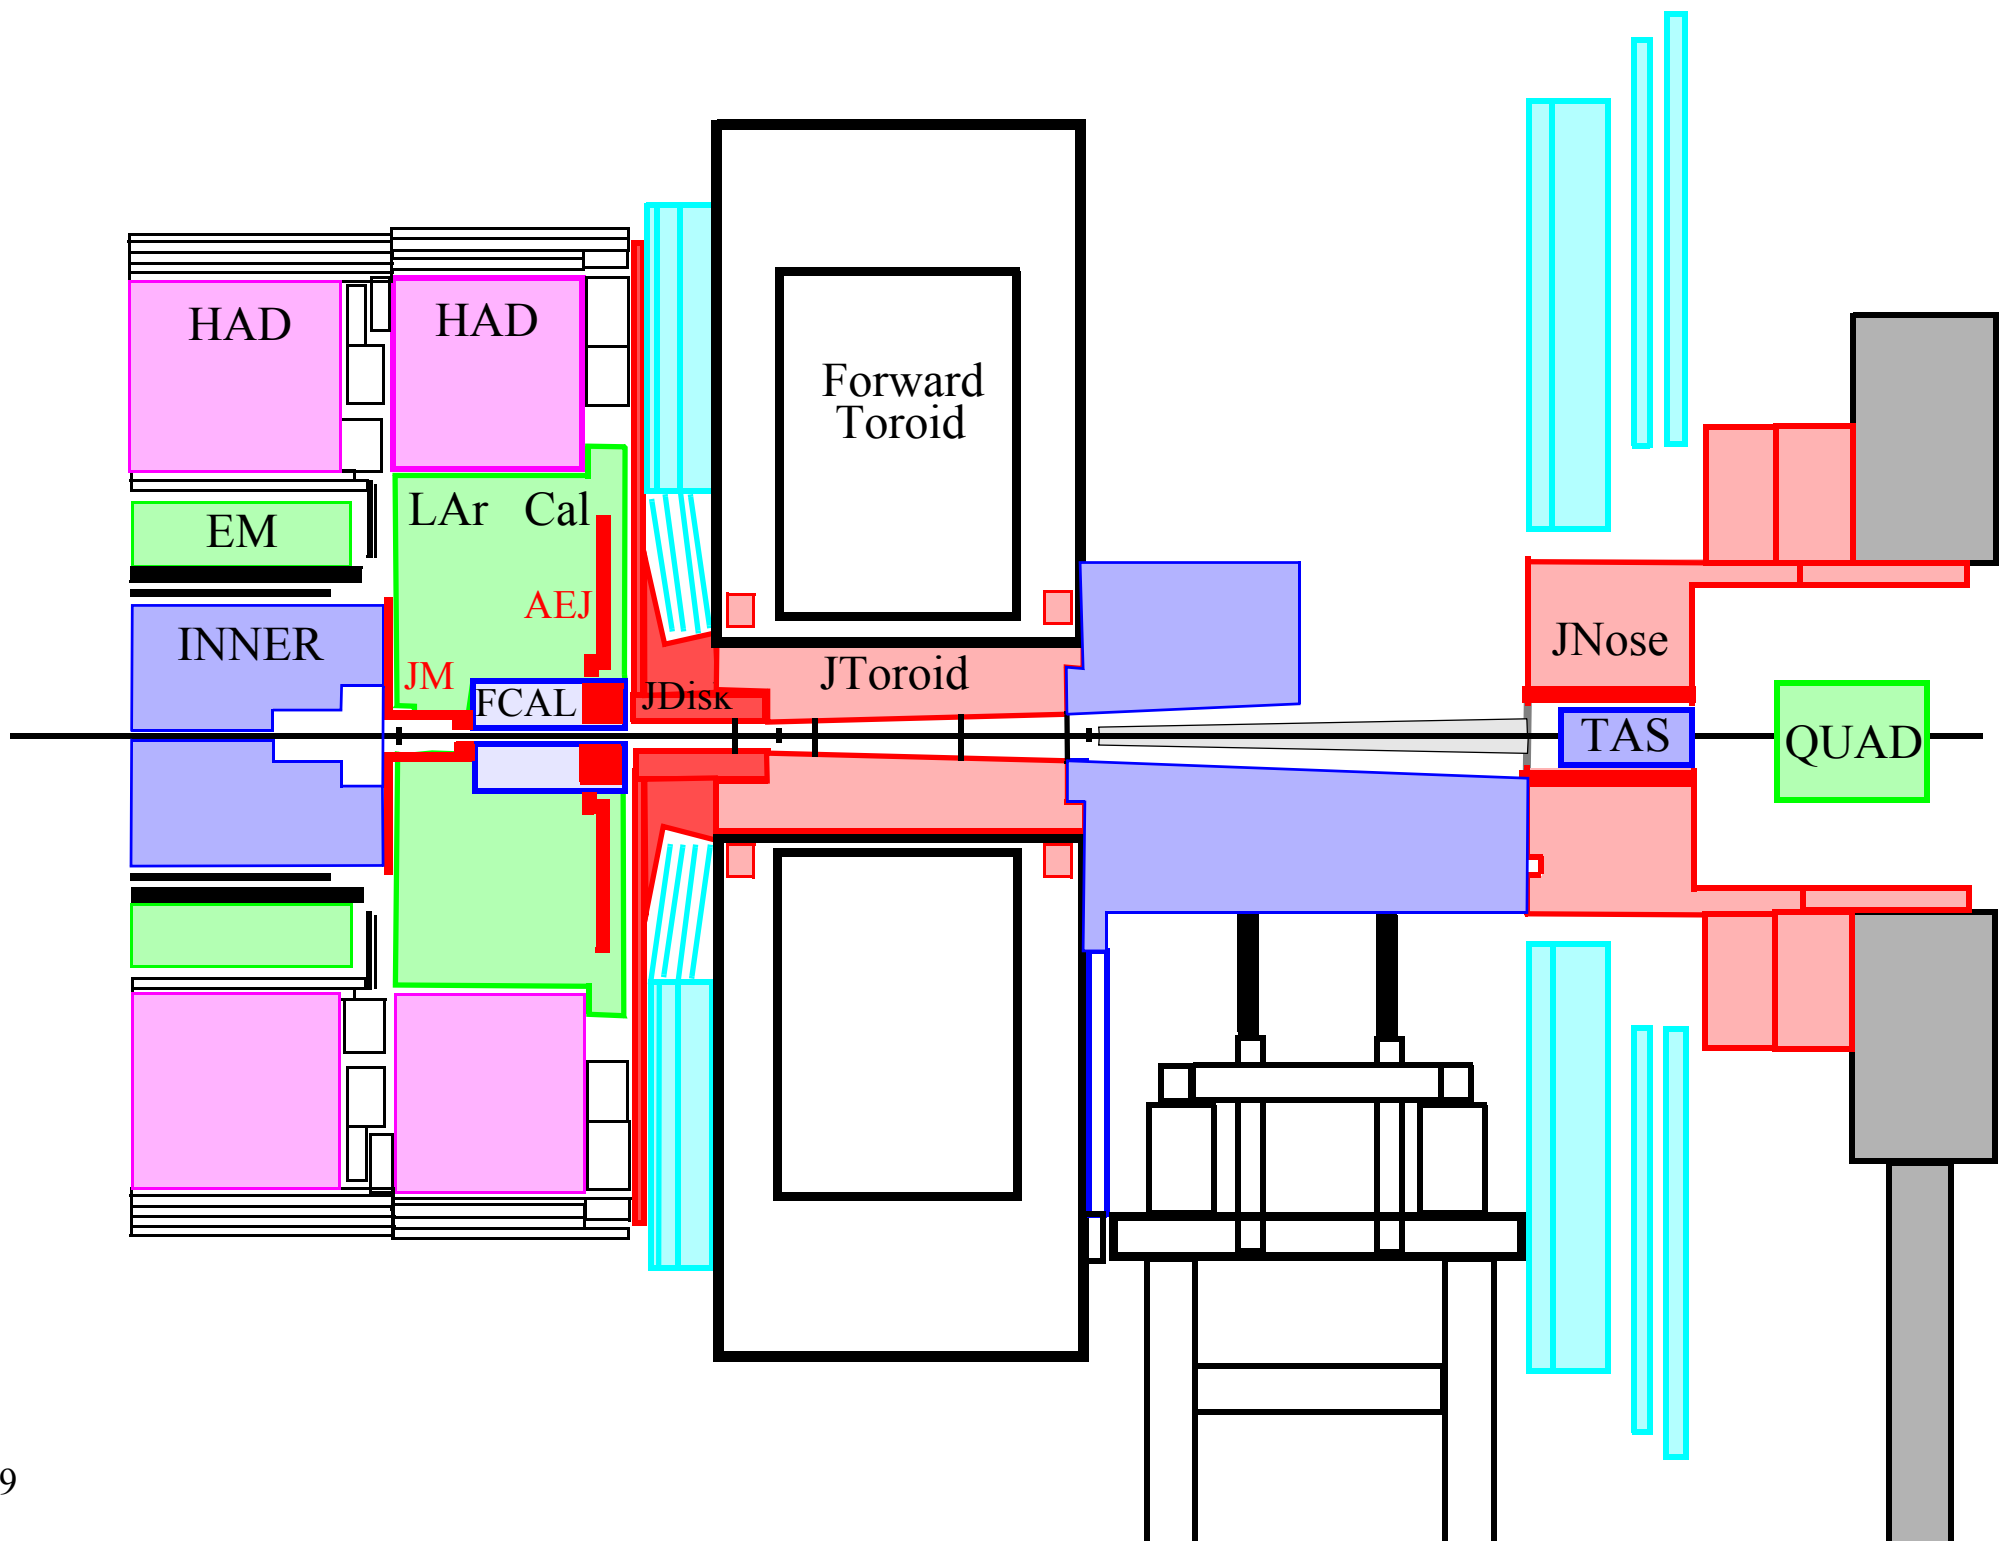 HAD
HAD
Forward
Toroid
LAr Cal
EM
AEJ
INNER
JNose
JM
JToroid
FCAL
JDisk
TAS
QUAD
9